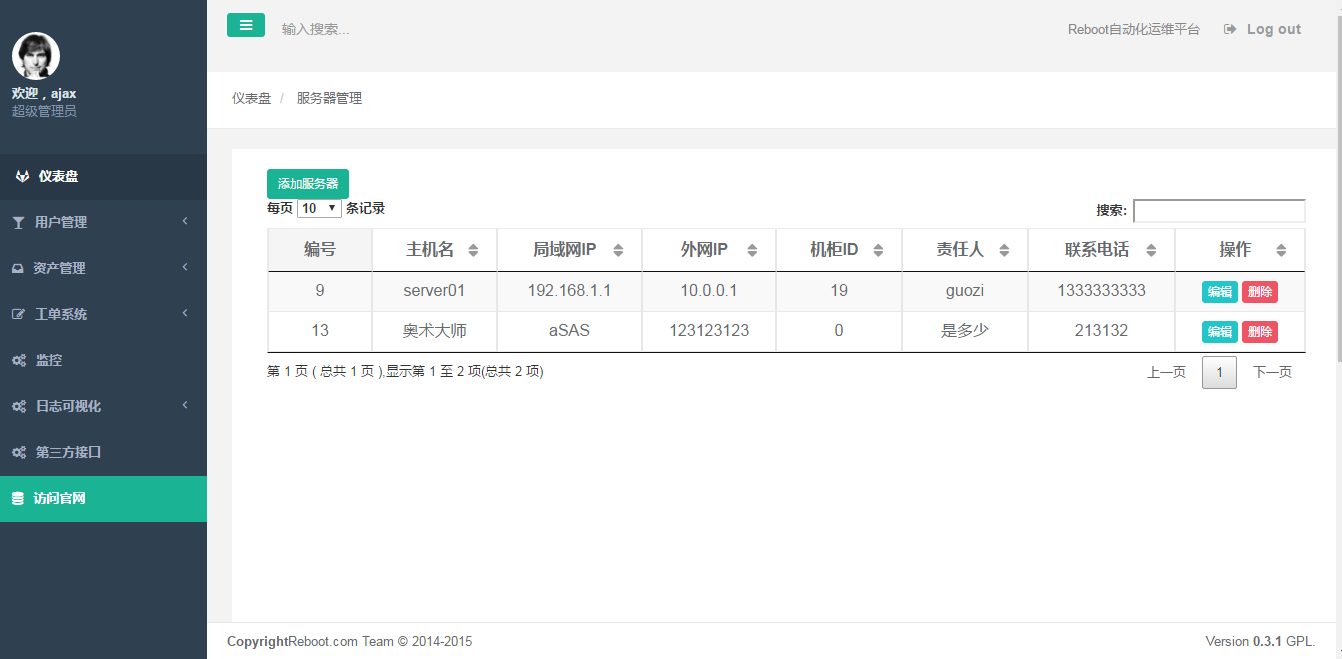 输入搜索...
Reboot自动化运维平台 Log out
欢迎，ajax
超级管理员
仪表盘
用户管理
资产管理
工单系统
监控
日志可视化
第三方接口
访问官网
仪表盘 / 服务器管理
添加服务器
每页 10 条记录
搜索:
编号 主机名 局域网IP 外网IP 机柜ID 责任人 联系电话 操作
9 server01 192.168.1.1 10.0.0.1 19 guozi 1333333333 编辑 删除
13 奥术大师 aSAS 123123123 0 是多少 213132 编辑 删除
第 1 页 ( 总共 1 页 ),显示第 1 至 2 项(总共 2 项)
上一页 1 下一页
CopyrightReboot.com Team © 2014-2015
Version 0.3.1 GPL.